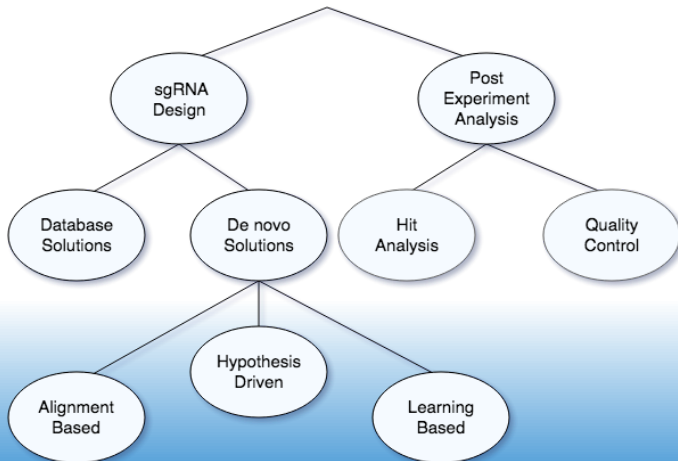 sgRNA
Design
Post
Experiment
Analysis
Database
Solutions
De novo
Solutions
Hit
Analysis
Quality
Control
Hypothesis
Driven
Alignment
Based
Learning
Based